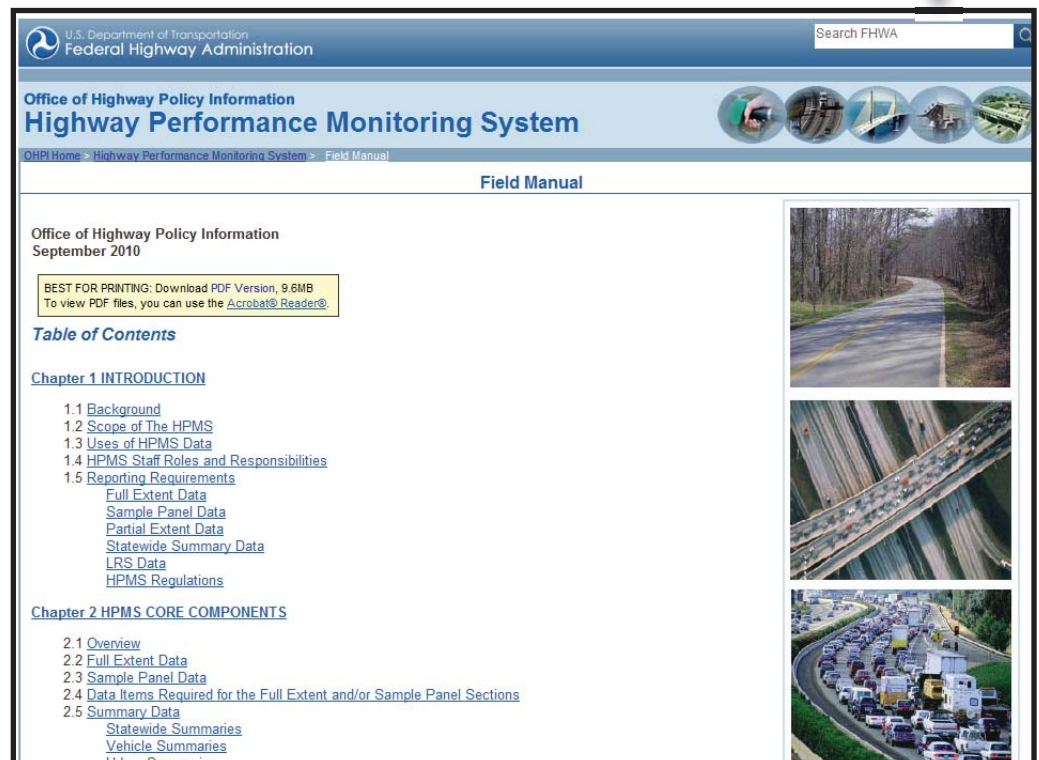 U.S. Department of Transportation
Federal Highway Administration
Search FHWA
Office of Highway Policy Information
Highway Performance Monitoring System
OHPI Home > Highway Performance Monitoring System > Field Manual
Field Manual
Office of Highway Policy Information
September 2010
BEST FOR PRINTING: Download PDF Version, 9.6MB
To view PDF files, you can use the Acrobat® Reader®.
Table of Contents
Chapter 1 INTRODUCTION
1.1 Background
1.2 Scope of The HPMS
1.3 Uses of HPMS Data
1.4 HPMS Staff Roles and Responsibilities
1.5 Reporting Requirements
Full Extent Data
Sample Panel Data
Partial Extent Data
Statewide Summary Data
LRS Data
HPMS Regulations
Chapter 2 HPMS CORE COMPONENTS
2.1 Overview
2.2 Full Extent Data
2.3 Sample Panel Data
2.4 Data Items Required for the Full Extent and/or Sample Panel Sections
2.5 Summary Data
Statewide Summaries
Vehicle Summaries